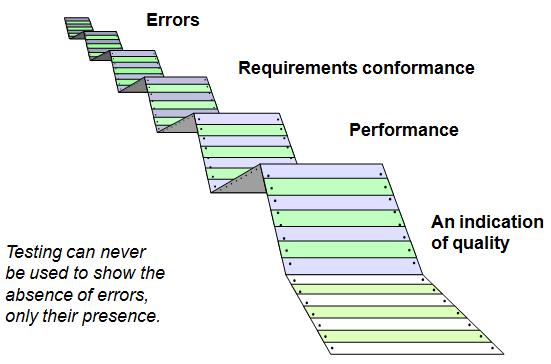 Errors
Requirements conformance
Performance
An indication
of quality
Testing can never
be used to show the
absence of errors,
only their presence.